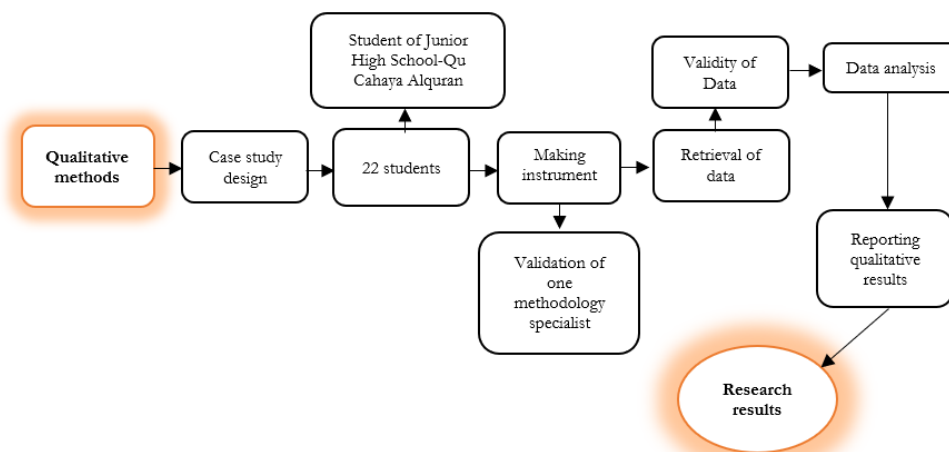 Student of Junior
High School-Qu
Cahaya Alquran
Validity of
Data
Data analysis
Qualitative
methods
Case study
design
22 students
Making
instrument
Retrieval of
data
Validation of
one
methodology
specialist
Reporting
qualitative
results
Research
results